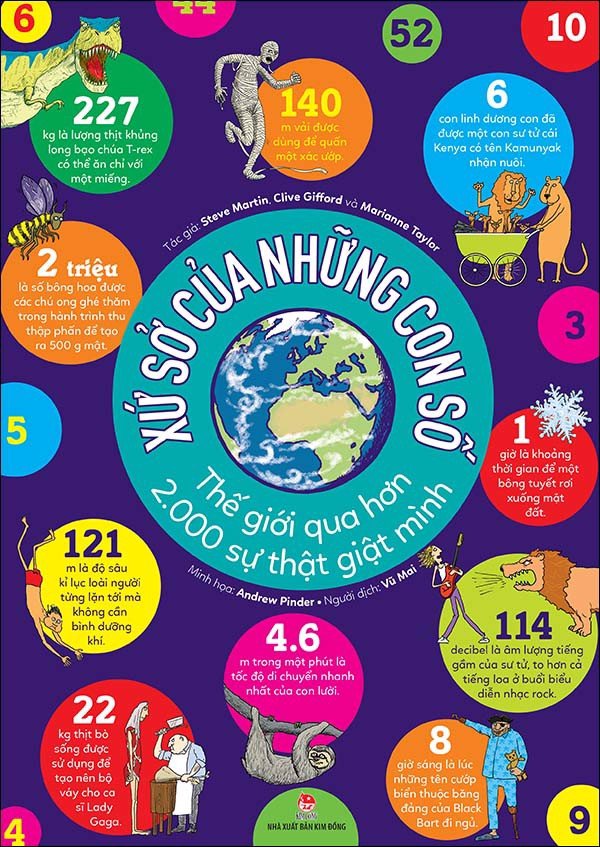 6
44
52
10
227
kg là lượng thịt khủng
long bạo chúa T-rex
có thể ăn chỉ với
một miếng.
140
m vải được
dùng để quấn
một xác ướp.
6
con linh dương con đã
được một con sư tử cái
Kenya có tên Kamunyak
nhận nuôi.
Tác giả: Steve Martin, Clive Gifford và Marianne Taylor
2 triệu
là số bông hoa được
các chú ong ghé thăm
trong hành trình thu
thập phấn để tạo
ra 500 g mật.
XỨ SỞ CỦA NHỮNG CON SỐ
3
5
1
giờ là khoảng
thời gian để một
bông tuyết rơi
xuống mặt
đất.
Thế giới qua hơn
2.000 sự thật giật mình
Minh họa: Andrew Pinder • Người dịch: Vũ Mai
121
m là độ sâu
kỉ lục loài người
từng lặn tới mà
không cần
bình dưỡng
khí.
114
decibel là âm lượng tiếng
gầm của sư tử, to hơn cả
tiếng loa ở buổi biểu
diễn nhạc rock.
4.6
m trong một phút là
tốc độ di chuyển nhanh
nhất của con lười.
22
kg thịt bò
sống được
sử dụng để
tạo nên bộ
váy cho ca
sĩ Lady
Gaga.
8
giờ sáng là lúc
những tên cướp
biển thuộc băng
đảng của Black
Bart đi ngủ.
4
KIM ĐỒNG
NHÀ XUẤT BẢN KIM ĐỒNG
9